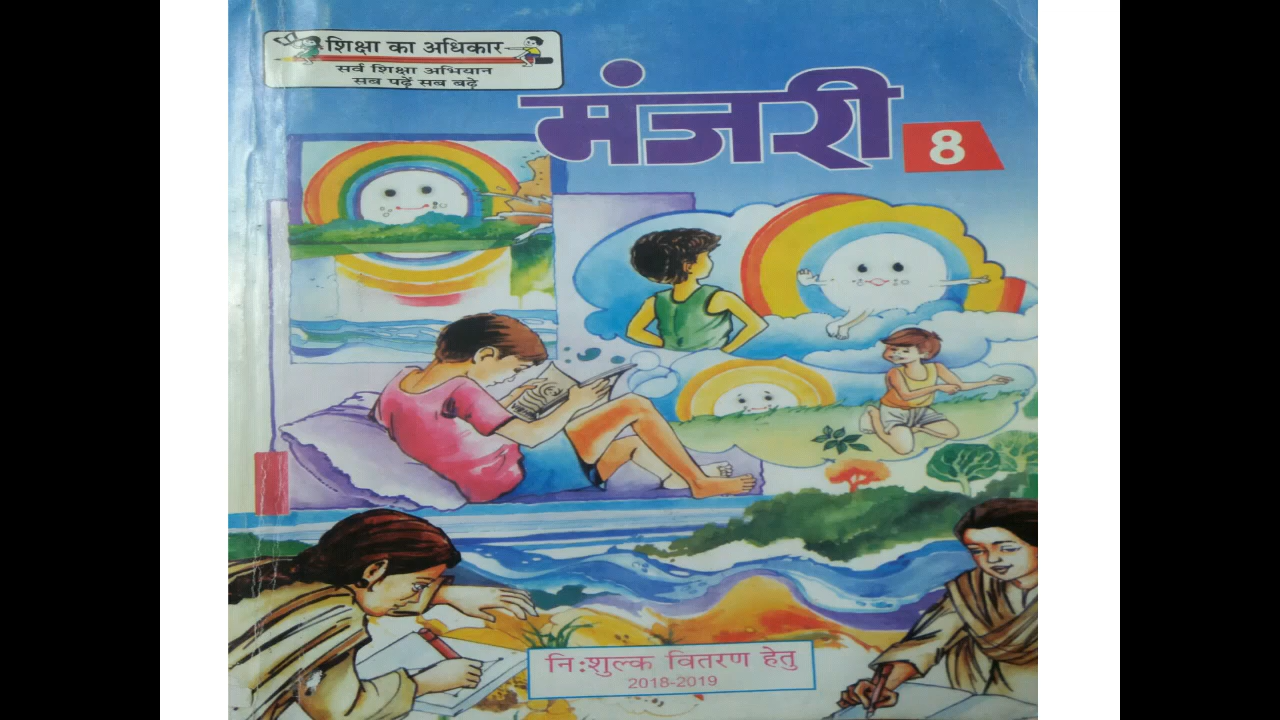 शिक्षा का अधिकार
सर्व शिक्षा अभियान
सब पढ़ें सब बढ़े
मंजरी
8
नि:शुल्क वितरण हेतु
2018-2019